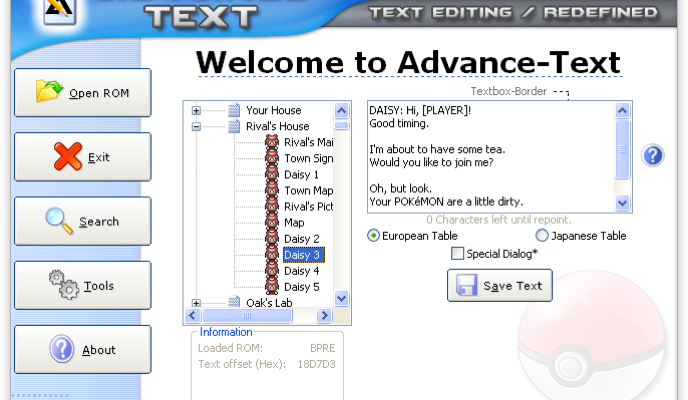 TEXT
TEXT EDITING / REDEFINED
Welcome to Advance-Text
Open ROM
Exit
Search
Tools
About
Your House
Rival's House
Rival's Mai
Town Sign
Daisy 1
Town Map
Rival's Pict
Map
Daisy 2
Daisy 3
Daisy 4
Daisy 5
Oak's Lab
Textbox-Border ---┐
DAISY: Hi, [PLAYER]!
Good timing.
I'm about to have some tea.
Would you like to join me?
Oh, but look.
Your POKéMON are a little dirty.
0 Characters left until repoint.
European Table
Japanese Table
Special Dialog*
Save Text
Information
Loaded ROM: BPRE
Text offset (Hex): 18D7D3